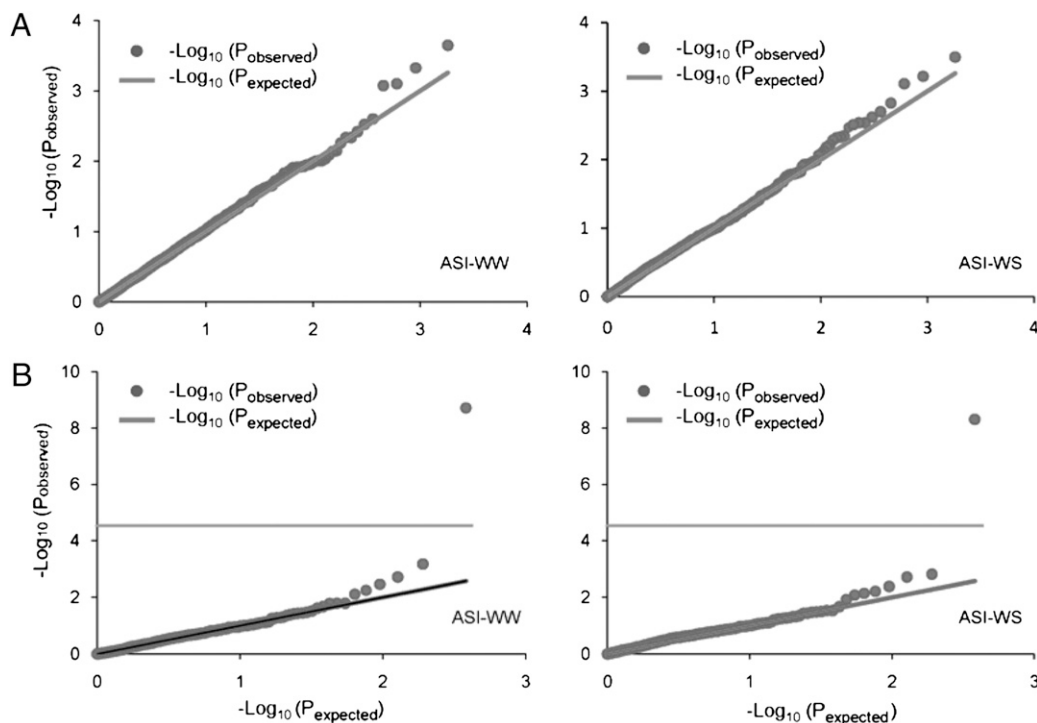 A
4
3
2
1
0
-Log10 (Pobserved)
-Log10 (Pobserved)
-Log10 (Pexpected)
ASI-WW
0 1 2 3 4
4
3
2
1
0
-Log10 (Pobserved)
-Log10 (Pexpected)
ASI-WS
0 1 2 3 4
B
10
8
6
4
2
0
-Log10 (Pobserved)
-Log10 (Pobserved)
-Log10 (Pexpected)
ASI-WW
0 1 2 3
-Log10 (Pexpected)
10
8
6
4
2
0
-Log10 (Pobserved)
-Log10 (Pexpected)
ASI-WS
0 1 2 3
-Log10 (Pexpected)